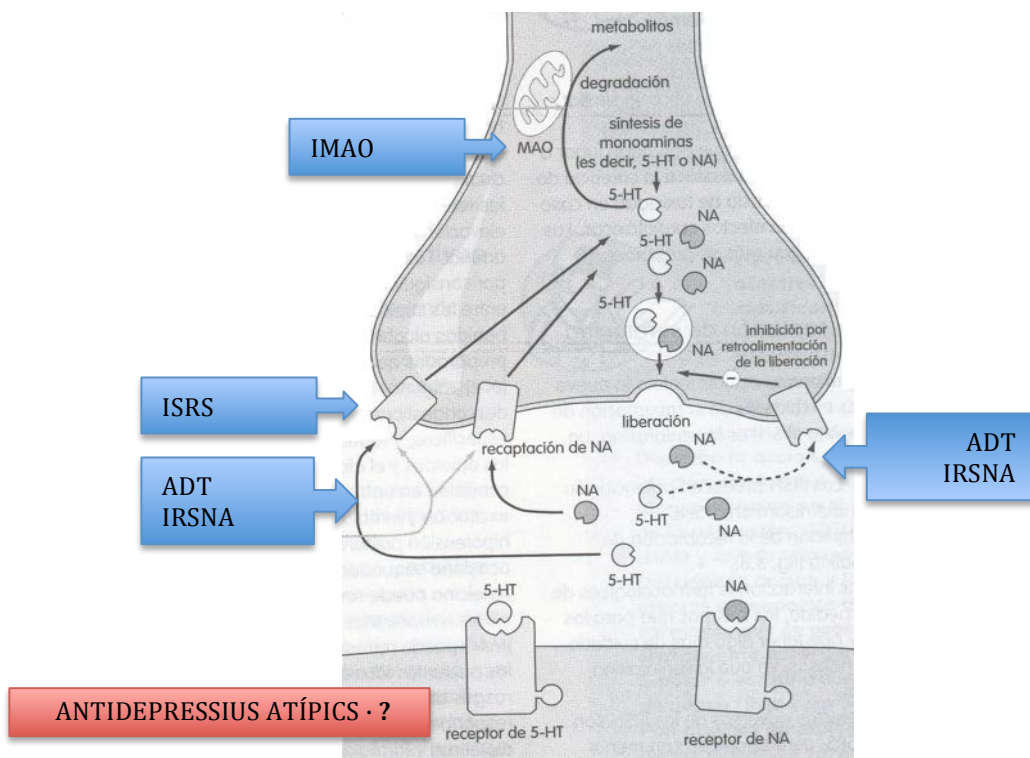 metabolitos
degradación
IMAO
MAO
síntesis de
monoaminas
(es decir, 5-HT o NA)
5-HT
NA
5-HT
NA
5-HT
NA
inhibición por
retroalimentación
de la liberación
−
ISRS
liberación
recaptación de NA
NA
ADT
IRSNA
ADT
IRSNA
NA
5-HT
NA
5-HT
5-HT
NA
ANTIDEPRESSIUS ATÍPICS · ?
receptor de 5-HT
receptor de NA